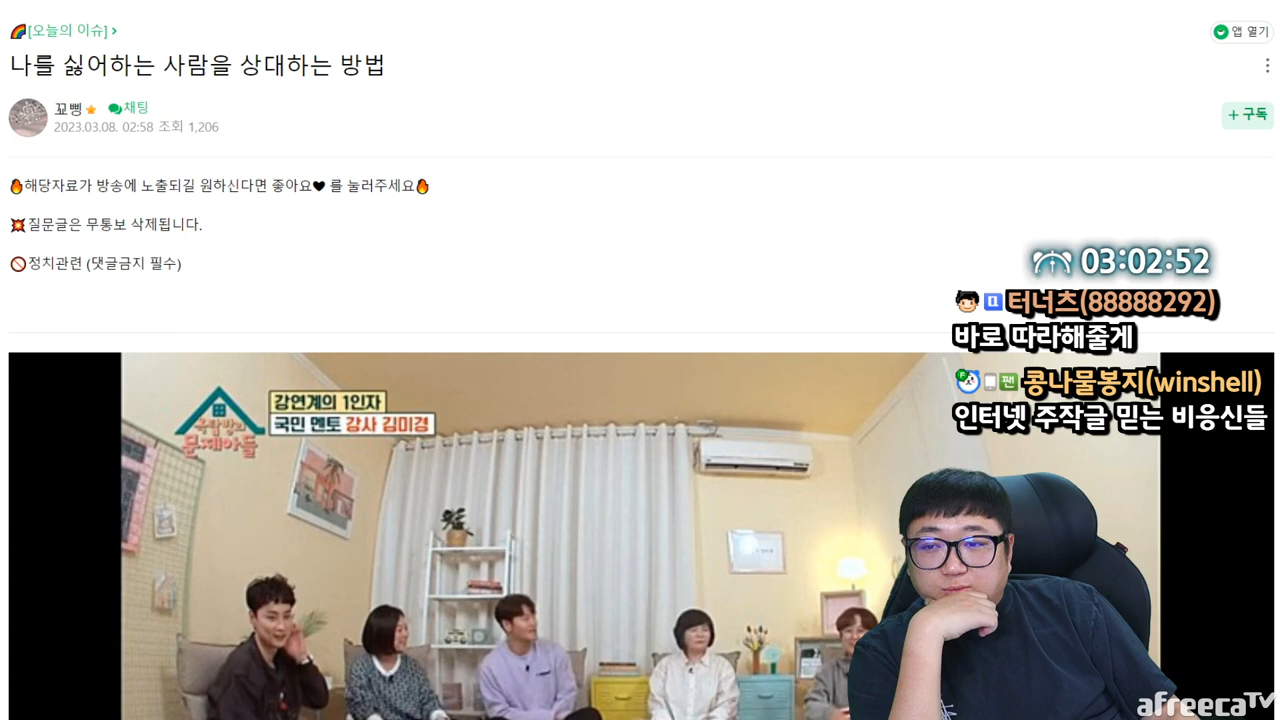 [오늘의 이슈] >
앱 열기
나를 싫어하는 사람을 상대하는 방법
꼬삥 채팅
2023.03.08. 02:58 조회 1,206
+ 구독
해당자료가 방송에 노출되길 원하신다면 좋아요♥ 를 눌러주세요
질문글은 무통보 삭제됩니다.
정치관련 (댓글금지 필수)
03:02:52
터너츠(88888292)
바로 따라해줄게
F 팬 콩나물봉지(winshell)
인터넷 주작글 믿는 비응신들
옥탑방의
문제아들
강연계의 1인자
국민 멘토 강사 김미경
afreecaTV